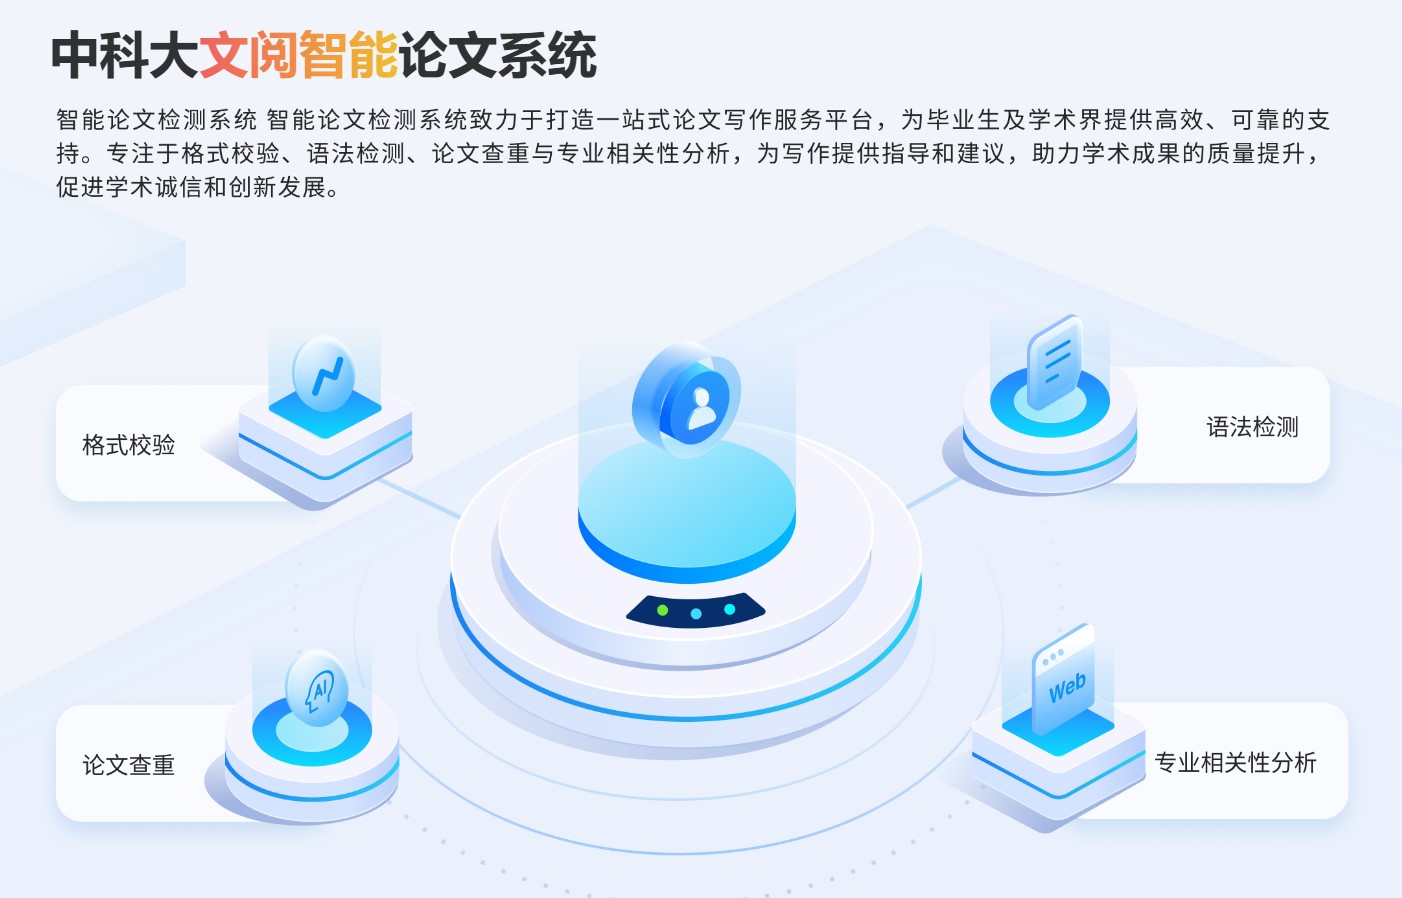 中科大文阅智能论文系统
智能论文检测系统 智能论文检测系统致力于打造一站式论文写作服务平台，为毕业生及学术界提供高效、可靠的支
持。专注于格式校验、语法检测、论文查重与专业相关性分析，为写作提供指导和建议，助力学术成果的质量提升，
促进学术诚信和创新发展。
格式校验
语法检测
AI
Web
论文查重
专业相关性分析